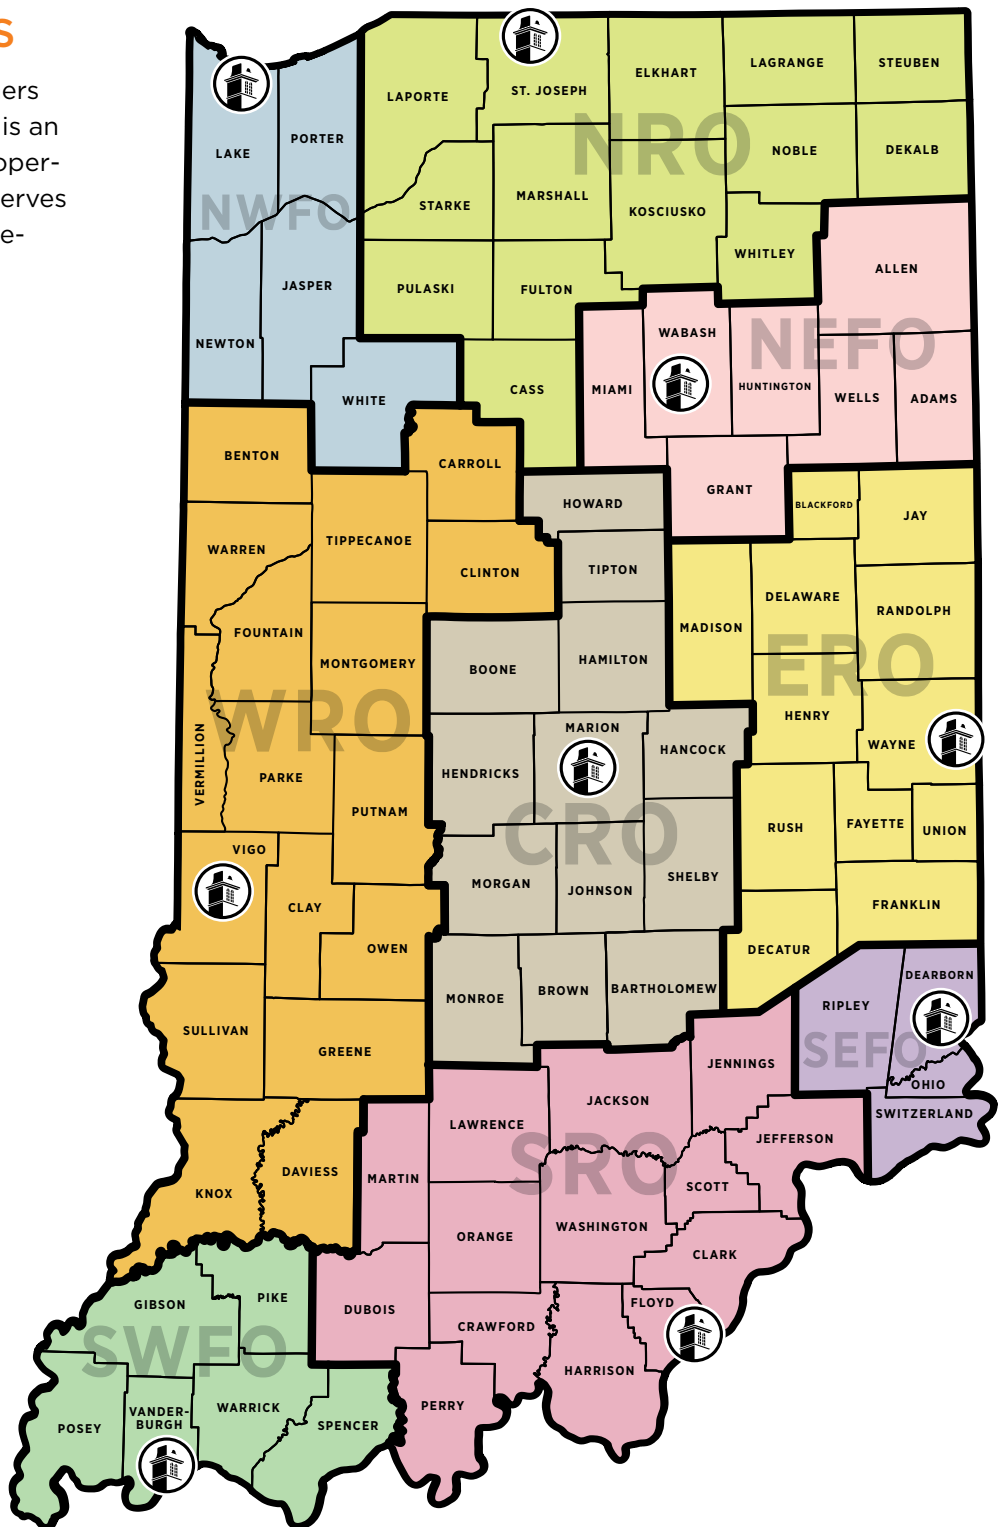 S
ers
is an
oper-
erves
e-
LAPORTE
ST. JOSEPH
ELKHART
LAGRANGE
STEUBEN
LAKE
PORTER
NRO
NOBLE
DEKALB
STARKE
MARSHALL
KOSCIUSKO
NWFO
WHITLEY
JASPER
PULASKI
FULTON
ALLEN
NEWTON
WABASH
NEFO
WHITE
CASS
MIAMI
HUNTINGTON
WELLS
ADAMS
BENTON
CARROLL
GRANT
HOWARD
BLACKFORD
JAY
WARREN
TIPPECANOE
CLINTON
TIPTON
DELAWARE
RANDOLPH
FOUNTAIN
MONTGOMERY
BOONE
HAMILTON
MADISON
ERO
WRO
HENRY
WAYNE
VERMILLION
PARKE
HENDRICKS
MARION
HANCOCK
PUTNAM
CRO
RUSH
FAYETTE
UNION
VIGO
CLAY
MORGAN
JOHNSON
SHELBY
FRANKLIN
OWEN
DECATUR
MONROE
BROWN
BARTHOLOMEW
RIPLEY
DEARBORN
SULLIVAN
GREENE
SEFO
JENNINGS
OHIO
JACKSON
SWITZERLAND
LAWRENCE
JEFFERSON
SRO
KNOX
DAVIESS
MARTIN
SCOTT
ORANGE
WASHINGTON
CLARK
GIBSON
PIKE
DUBOIS
FLOYD
SWFO
CRAWFORD
HARRISON
POSEY
VANDER-
BURGH
WARRICK
SPENCER
PERRY